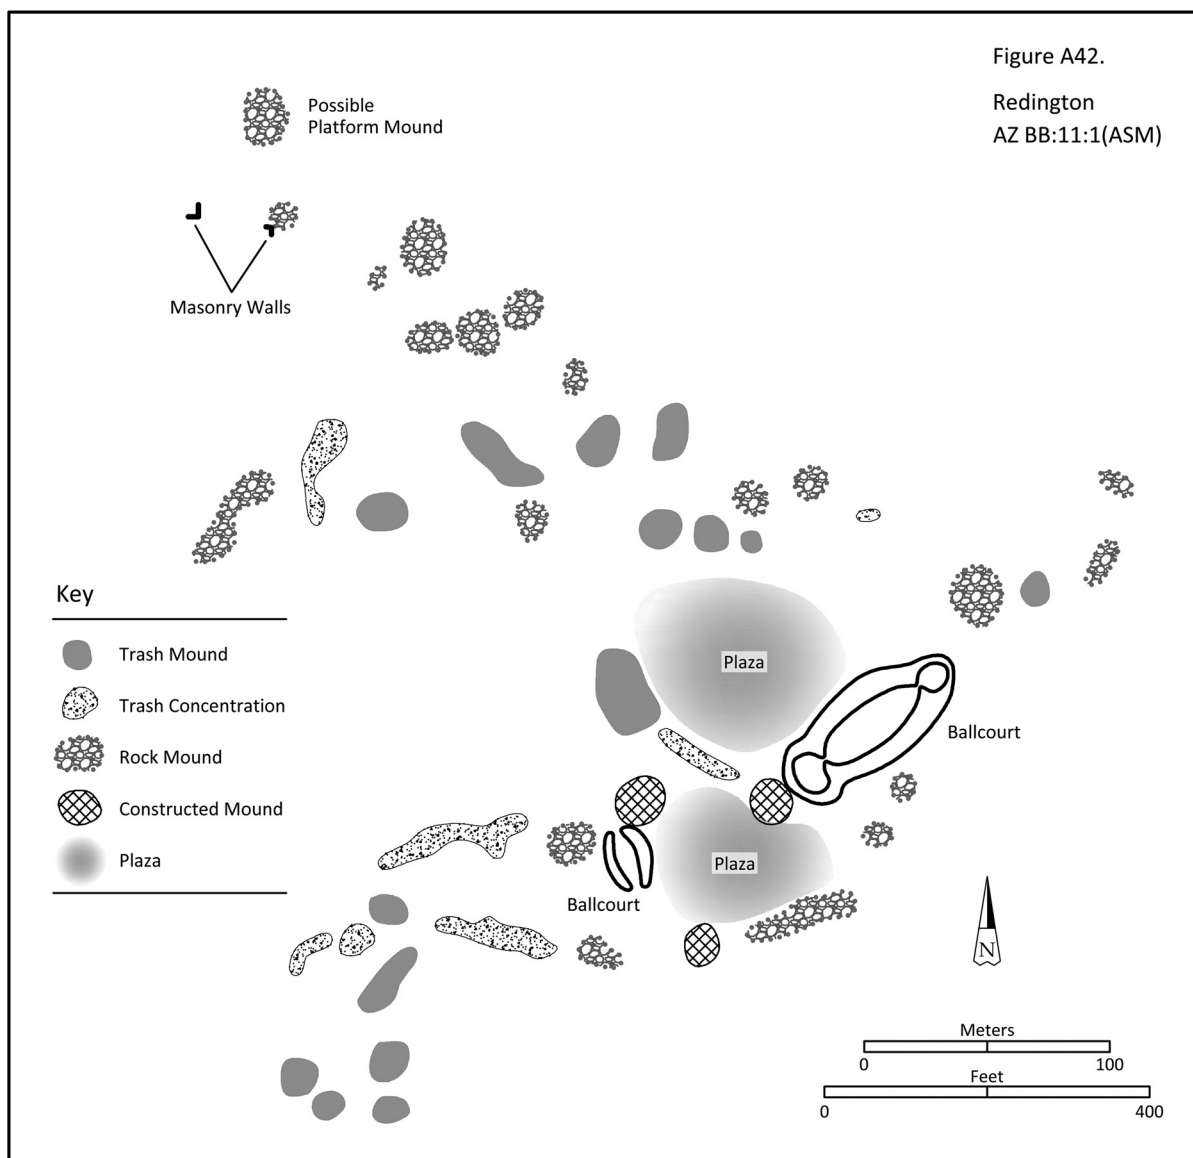 Figure A42.
Redington
AZ BB:11:1(ASM)
Possible
Platform Mound
Masonry Walls
Key
Trash Mound
Trash Concentration
Rock Mound
Constructed Mound
Plaza
Plaza
Ballcourt
Plaza
Ballcourt
N
Meters
0
100
Feet
0
400